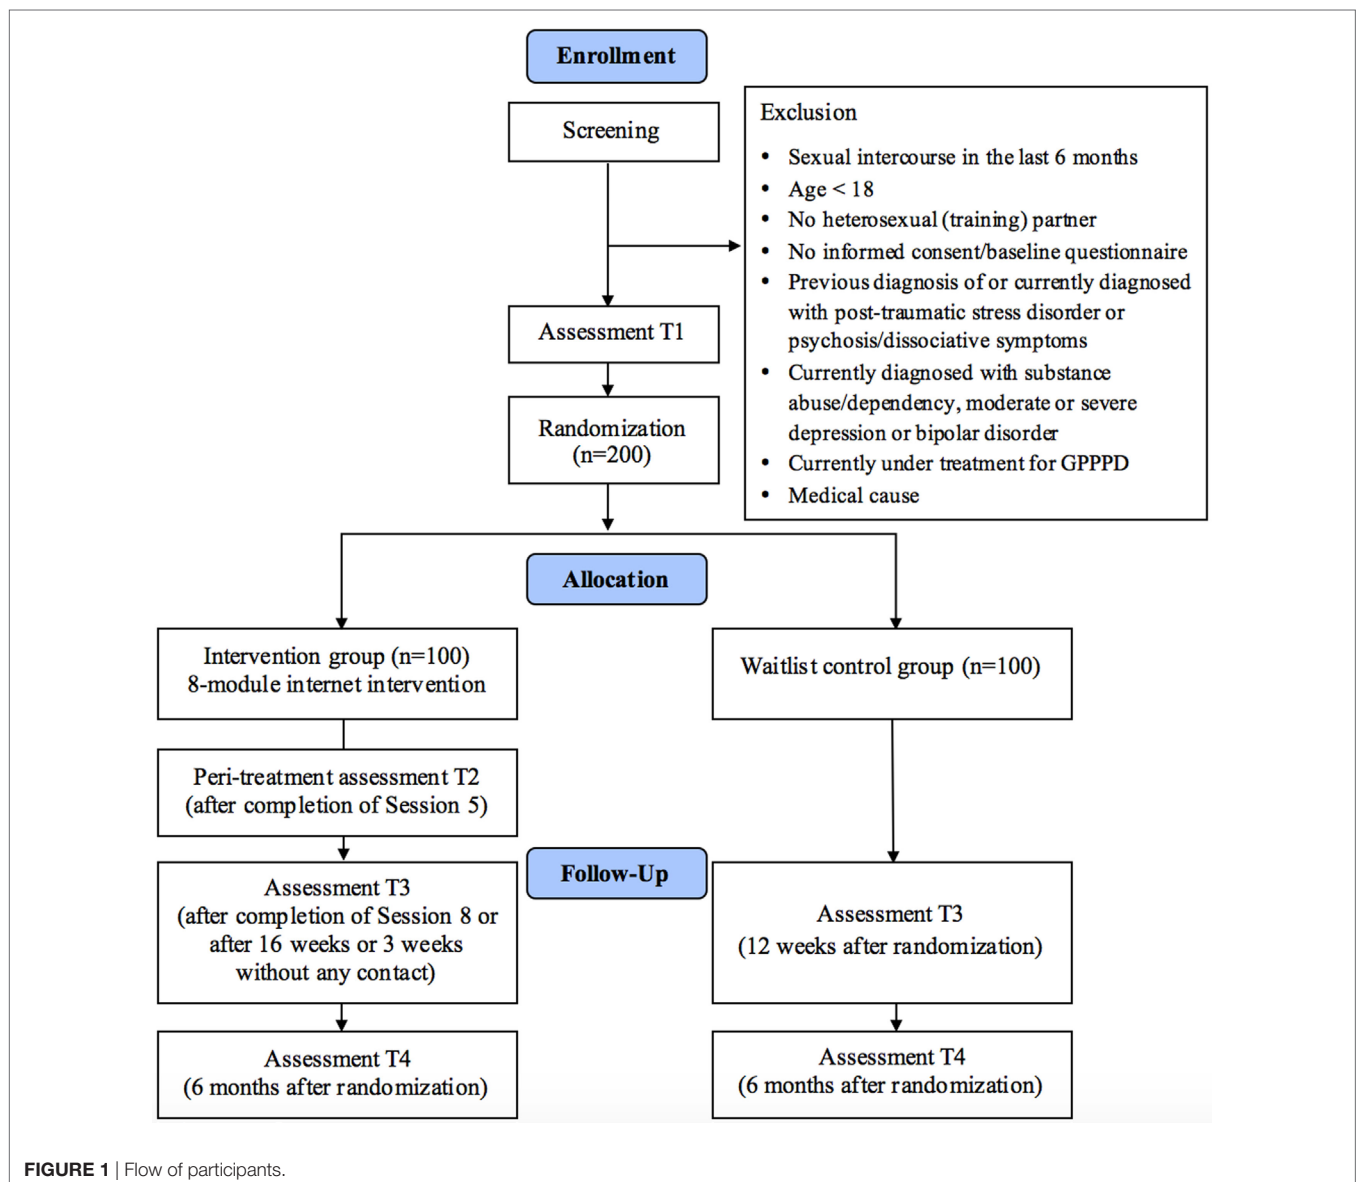 Enrollment
Screening
Exclusion
• Sexual intercourse in the last 6 months
• Age < 18
• No heterosexual (training) partner
• No informed consent/baseline questionnaire
• Previous diagnosis of or currently diagnosed
with post-traumatic stress disorder or
psychosis/dissociative symptoms
• Currently diagnosed with substance
abuse/dependency, moderate or severe
depression or bipolar disorder
• Currently under treatment for GPPPD
• Medical cause
Assessment T1
Randomization
(n=200)
Allocation
Intervention group (n=100)
8-module internet intervention
Waitlist control group (n=100)
Peri-treatment assessment T2
(after completion of Session 5)
Follow-Up
Assessment T3
(after completion of Session 8 or
after 16 weeks or 3 weeks
without any contact)
Assessment T3
(12 weeks after randomization)
Assessment T4
(6 months after randomization)
Assessment T4
(6 months after randomization)
FIGURE 1 | Flow of participants.